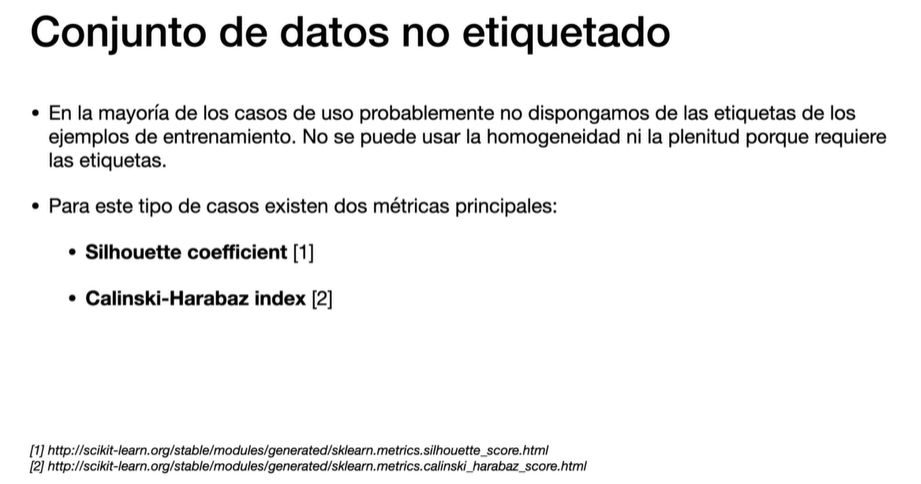 Conjunto de datos no etiquetado
• En la mayoría de los casos de uso probablemente no dispongamos de las etiquetas de los
ejemplos de entrenamiento. No se puede usar la homogeneidad ni la plenitud porque requiere
las etiquetas.
• Para este tipo de casos existen dos métricas principales:
• Silhouette coefficient [1]
• Calinski-Harabaz index [2]
[1] http://scikit-learn.org/stable/modules/generated/sklearn.metrics.silhouette_score.html
[2] http://scikit-learn.org/stable/modules/generated/sklearn.metrics.calinski_harabaz_score.html